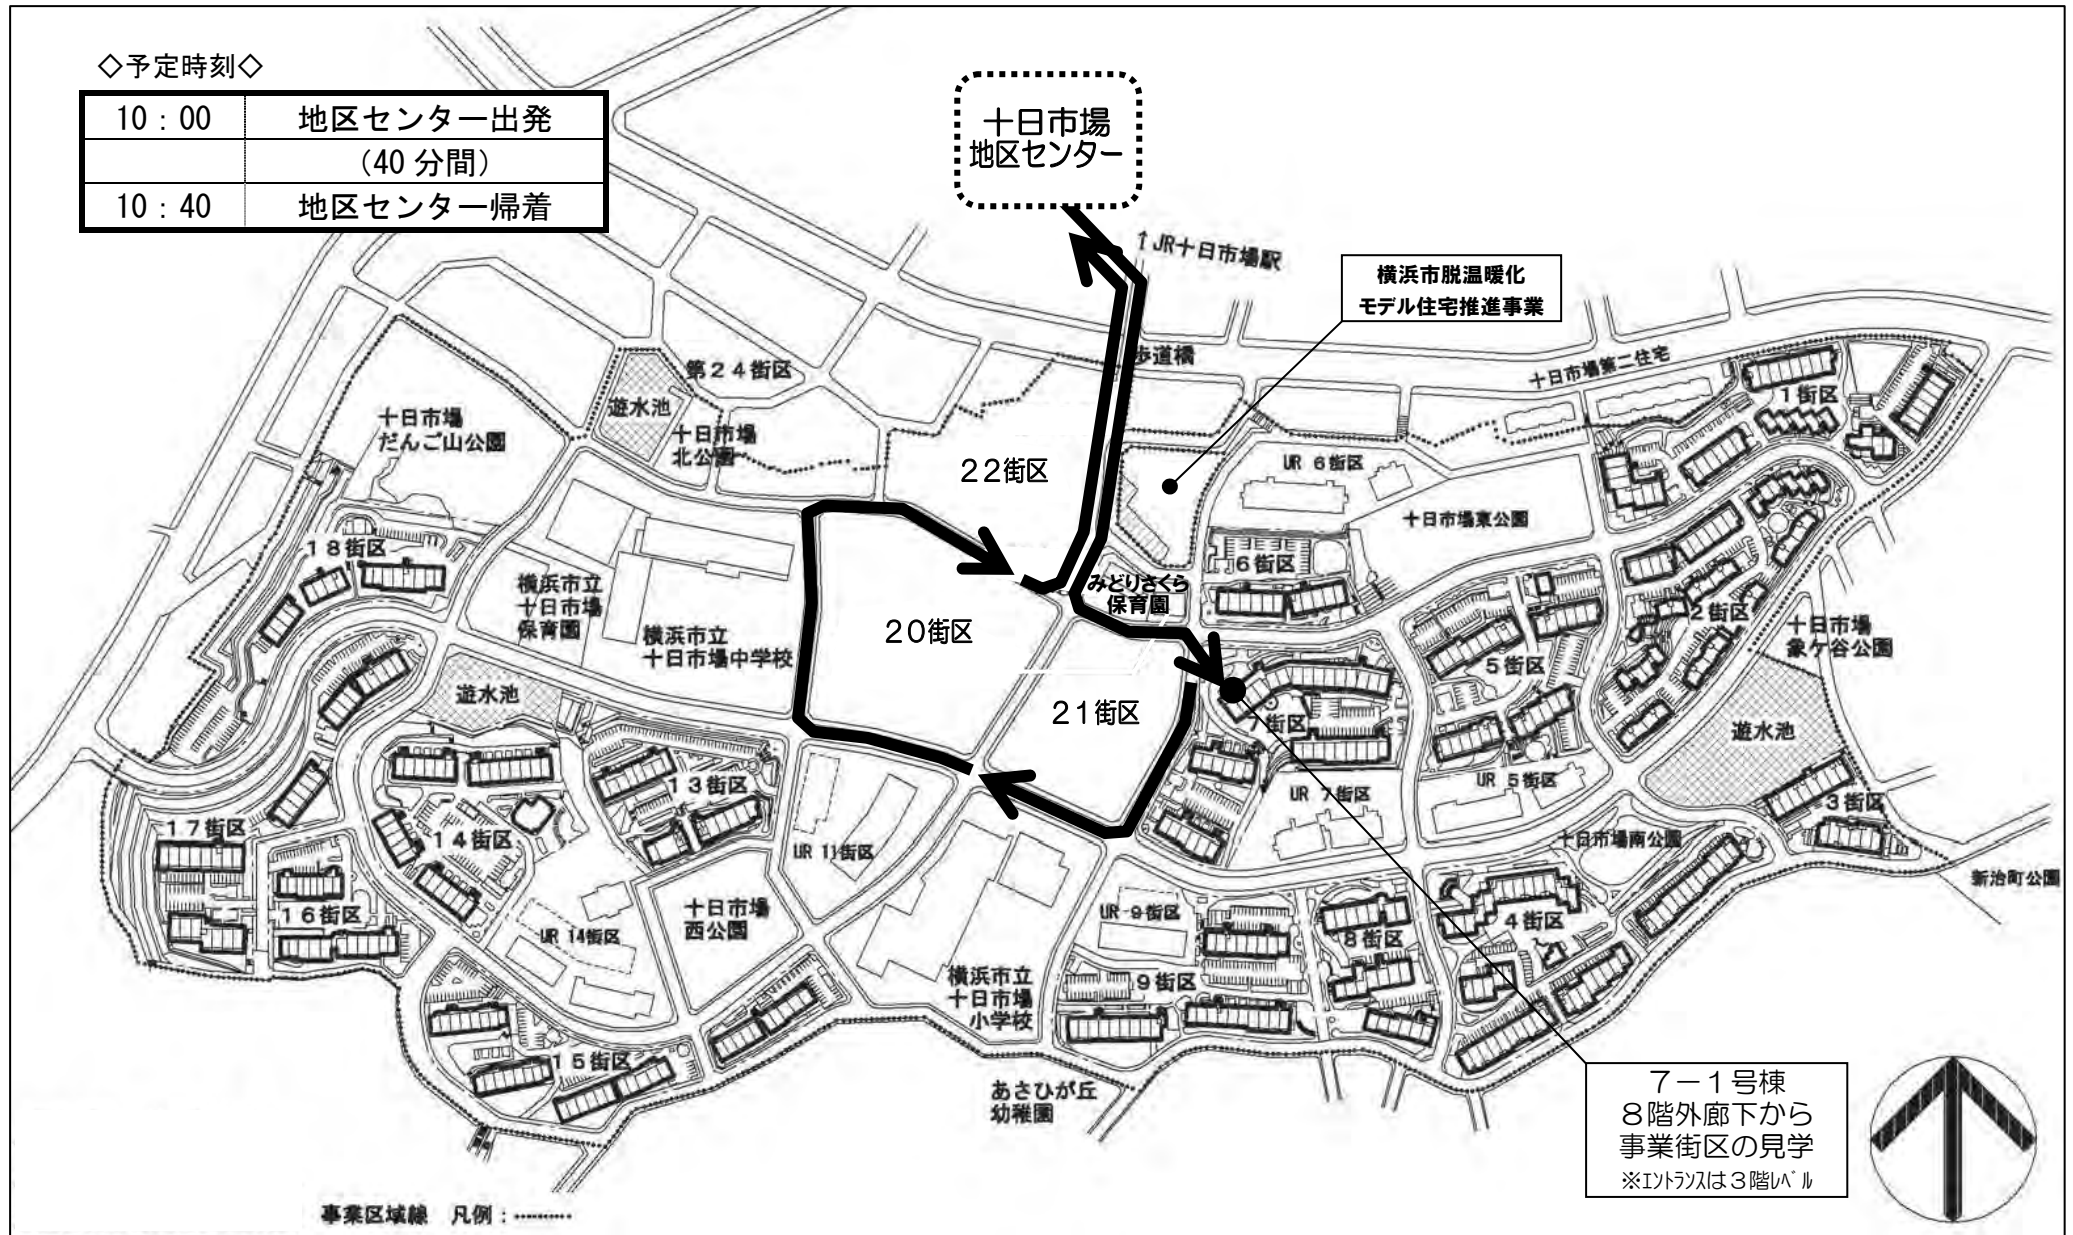 ◇予定時刻◇
10：00 地区センター出発
（40分間）
10：40 地区センター帰着
十日市場
地区センター
↑JR十日市場駅
横浜市脱温暖化
モデル住宅推進事業
歩道橋
十日市場第二住宅
第24街区
遊水池
十日市場
北公園
十日市場
だんご山公園
22街区
UR 6街区
1街区
十日市場東公園
18街区
6街区
みどりさくら
保育園
横浜市立
十日市場
保育園
横浜市立
十日市場中学校
20街区
2街区
十日市場
象ケ谷公園
5街区
遊水池
21街区
7街区
遊水池
13街区
UR 7街区
UR 5街区
3街区
17街区
14街区
UR 11街区
十日市場南公園
新治町公園
16街区
UR 14街区
十日市場
西公園
UR 9街区
8街区
4街区
横浜市立
十日市場
小学校
9街区
15街区
あさひが丘
幼稚園
7－1号棟
8階外廊下から
事業街区の見学
※ｴﾝﾄﾗﾝｽは3階ﾚﾍﾞﾙ
事業区域線 凡例：‥‥‥‥